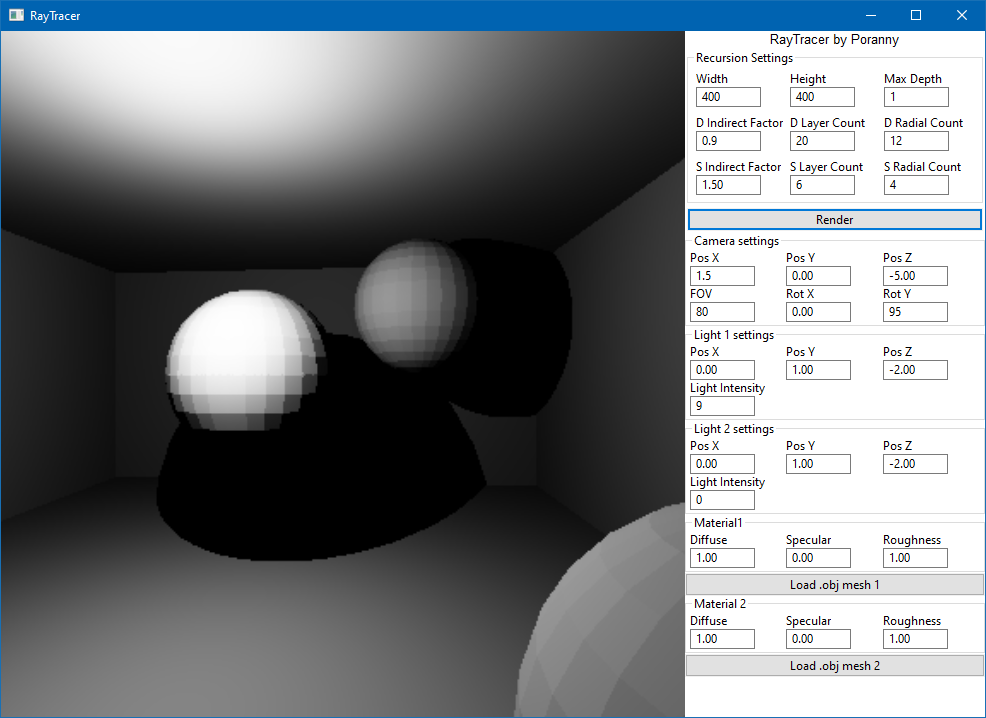 RayTracer
RayTracer by Poranny
Recursion Settings
Width Height Max Depth
400 400 1
D Indirect Factor D Layer Count D Radial Count
0.9 20 12
S Indirect Factor S Layer Count S Radial Count
1.50 6 4
Render
Camera settings
Pos X Pos Y Pos Z
1.5 0.00 -5.00
FOV Rot X Rot Y
80 0.00 95
Light 1 settings
Pos X Pos Y Pos Z
0.00 1.00 -2.00
Light Intensity
9
Light 2 settings
Pos X Pos Y Pos Z
0.00 1.00 -2.00
Light Intensity
0
Material1
Diffuse Specular Roughness
1.00 0.00 1.00
Load .obj mesh 1
Material 2
Diffuse Specular Roughness
1.00 0.00 1.00
Load .obj mesh 2